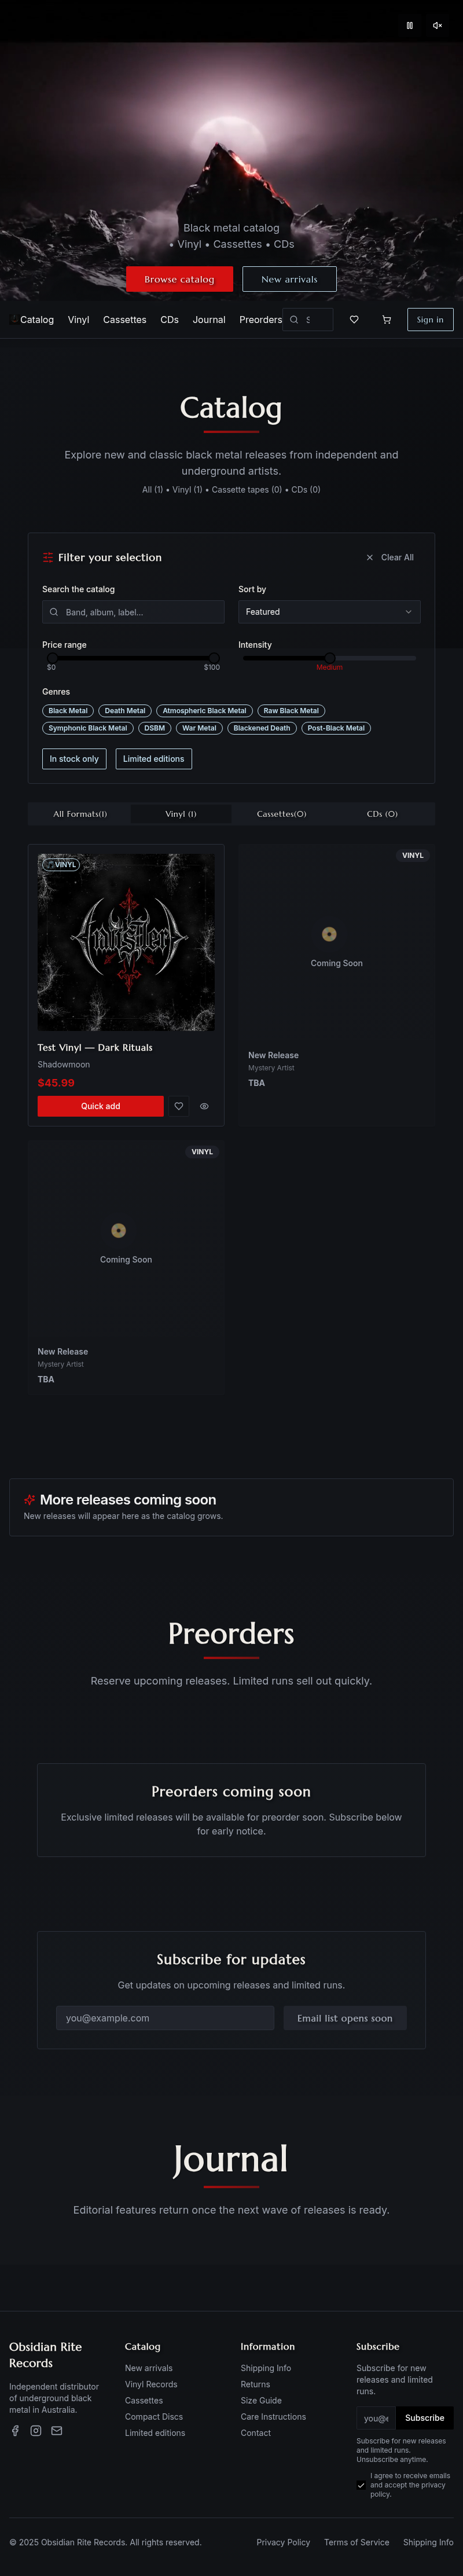 Black metal catalog
• Vinyl • Cassettes • CDs
Browse catalog
New arrivals
Catalog
Vinyl
Cassettes
CDs
Journal
Preorders
Sign in
Catalog
Explore new and classic black metal releases from independent and
underground artists.
All (1) • Vinyl (1) • Cassette tapes (0) • CDs (0)
Filter your selection
Clear All
Search the catalog
Sort by
Band, album, label...
Featured
Price range
Intensity
$0
$100
Medium
Genres
Black Metal
Death Metal
Atmospheric Black Metal
Raw Black Metal
Symphonic Black Metal
DSBM
War Metal
Blackened Death
Post-Black Metal
In stock only
Limited editions
All Formats(1)
Vinyl (1)
Cassettes(0)
CDs (0)
VINYL
Test Vinyl — Dark Rituals
Shadowmoon
$45.99
Quick add
VINYL
Coming Soon
New Release
Mystery Artist
TBA
VINYL
Coming Soon
New Release
Mystery Artist
TBA
More releases coming soon
New releases will appear here as the catalog grows.
Preorders
Reserve upcoming releases. Limited runs sell out quickly.
Preorders coming soon
Exclusive limited releases will be available for preorder soon. Subscribe below
for early notice.
Subscribe for updates
Get updates on upcoming releases and limited runs.
you@example.com
Email list opens soon
Journal
Editorial features return once the next wave of releases is ready.
Obsidian Rite
Records
Independent distributor
of underground black
metal in Australia.
Catalog
New arrivals
Vinyl Records
Cassettes
Compact Discs
Limited editions
Information
Shipping Info
Returns
Size Guide
Care Instructions
Contact
Subscribe
Subscribe for new
releases and limited
runs.
you@e
Subscribe
Subscribe for new releases
and limited runs.
Unsubscribe anytime.
I agree to receive emails
and accept the privacy
policy.
© 2025 Obsidian Rite Records. All rights reserved.
Privacy Policy
Terms of Service
Shipping Info